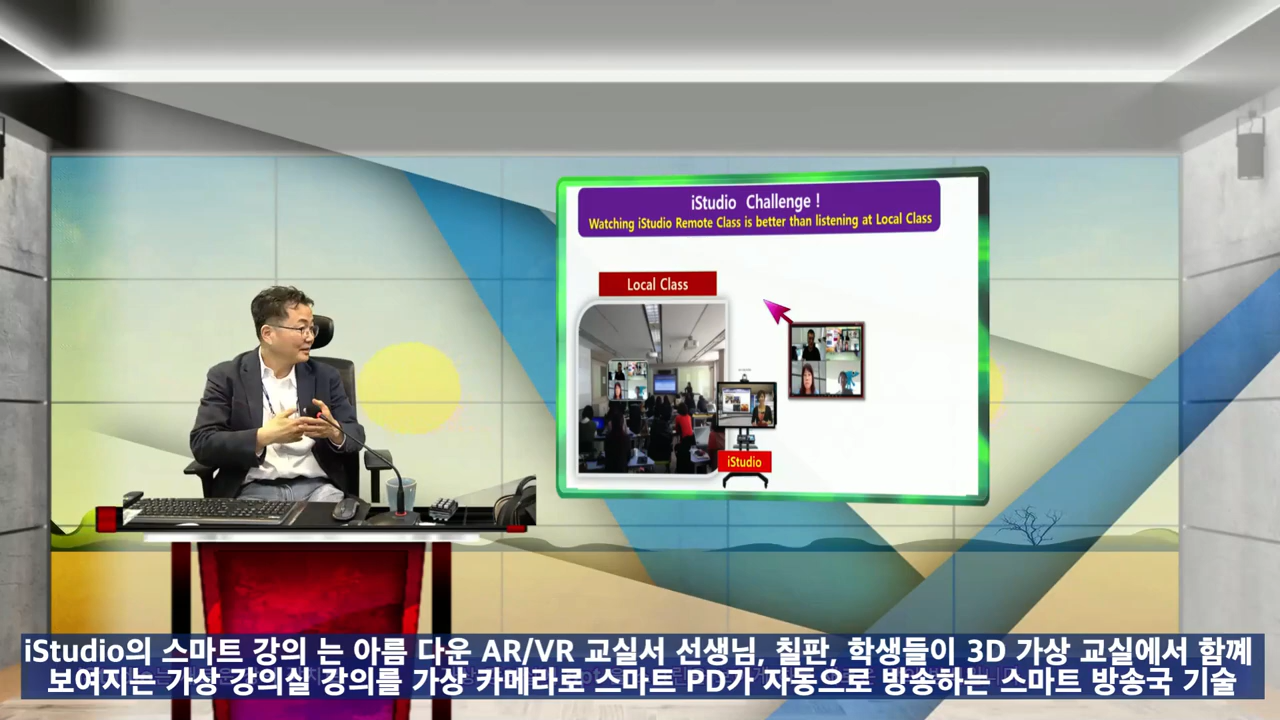 iStudio Challenge !
Watching iStudio Remote Class is better than listening at Local Class
Local Class
iStudio
iStudio의 스마트 강의 는 아름 다운 AR/VR 교실서 선생님, 칠판, 학생들이 3D 가상 교실에서 함께
보여지는 가상 강의실 강의를 가상 카메라로 스마트 PD가 자동으로 방송하는 스마트 방송국 기술